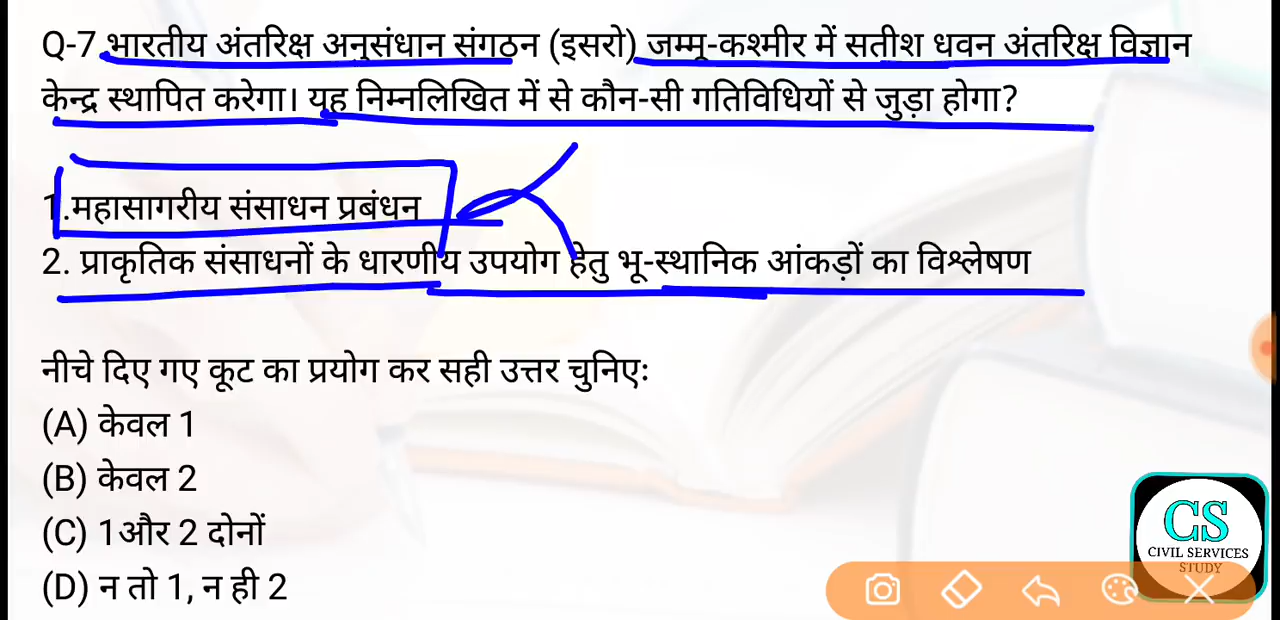 Q-7.भारतीय अंतरिक्ष अनुसंधान संगठन (इसरो) जम्मू-कश्मीर में सतीश धवन अंतरिक्ष विज्ञान
केन्द्र स्थापित करेगा। यह निम्नलिखित में से कौन-सी गतिविधियों से जुड़ा होगा?
1.महासागरीय संसाधन प्रबंधन
2. प्राकृतिक संसाधनों के धारणीय उपयोग हेतु भू-स्थानिक आंकड़ों का विश्लेषण
नीचे दिए गए कूट का प्रयोग कर सही उत्तर चुनिएः
(A) केवल 1
(B) केवल 2
(C) 1और 2 दोनों
(D) न तो 1, न ही 2
CS
CIVIL SERVICES
STUDY